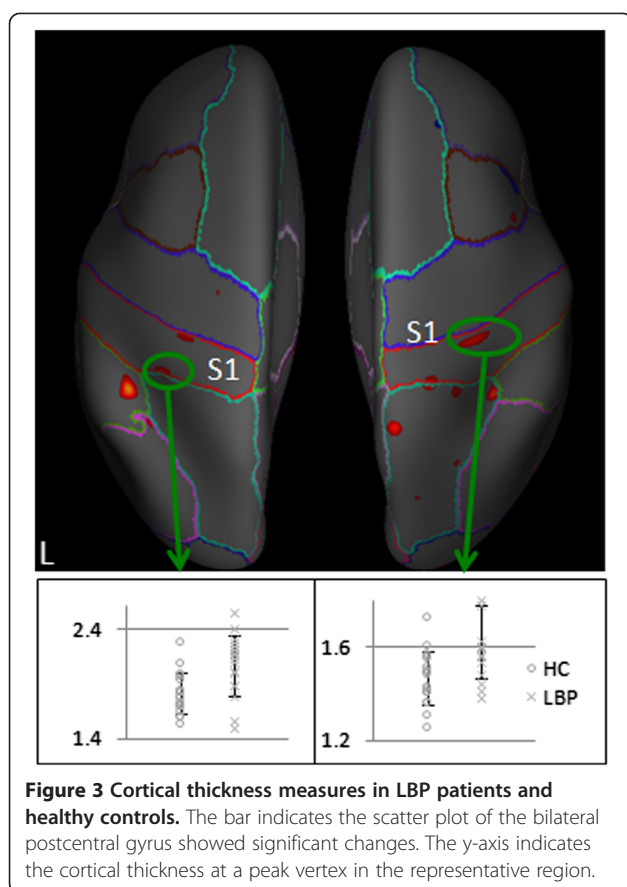 S1
S1
L
2.4
1.4
1.6
1.2
HC
LBP
Figure 3 Cortical thickness measures in LBP patients and
healthy controls. The bar indicates the scatter plot of the bilateral
postcentral gyrus showed significant changes. The y-axis indicates
the cortical thickness at a peak vertex in the representative region.